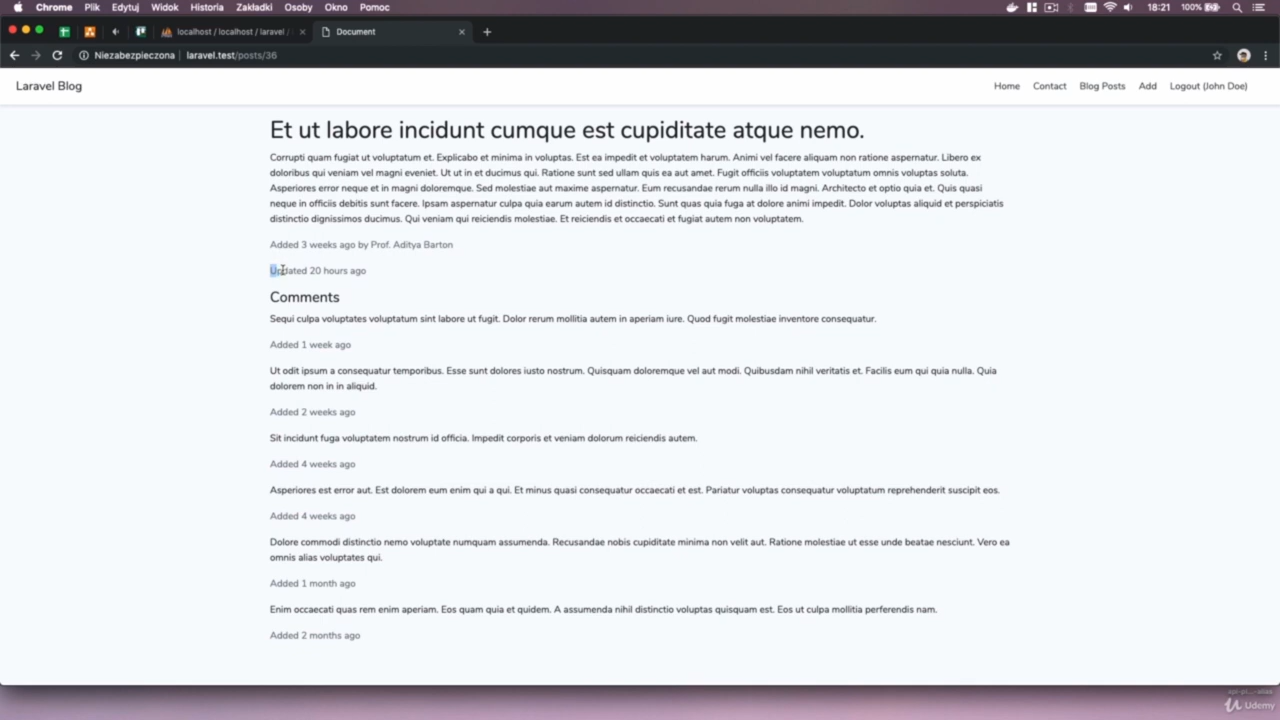 Chrome Plik Edytuj Widok Historia Zakładki Osoby Okno Pomoc 18:21 100%
localhost / localhost / laravel / Document
Niezabezpieczona laravel.test/posts/36
Laravel Blog Home Contact Blog Posts Add Logout (John Doe)
Et ut labore incidunt cumque est cupiditate atque nemo.
Corrupti quam fugiat ut voluptatum et. Explicabo et minima in voluptas. Est ea impedit et voluptatem harum. Animi vel facere aliquam non ratione aspernatur. Libero ex
doloribus qui veniam vel magni eveniet. Ut ut in et ducimus qui. Ratione sunt sed ullam quis ea aut amet. Fugit officiis voluptatem voluptatum omnis voluptas soluta.
Asperiores error neque et in magni doloremque. Sed molestiae aut maxime aspernatur. Eum recusandae rerum nulla illo id magni. Architecto et optio quia et. Quis quasi
neque in officiis debitis sunt facere. Ipsam aspernatur culpa quia earum autem id distinctio. Sunt quas quia fuga at dolore animi impedit. Dolor voluptas aliquid et perspiciatis
distinctio dignissimos ducimus. Qui veniam qui reiciendis molestiae. Et reiciendis et occaecati et fugiat autem non voluptatem.
Added 3 weeks ago by Prof. Aditya Barton
Updated 20 hours ago
Comments
Sequi culpa voluptates voluptatum sint labore ut fugit. Dolor rerum mollitia autem in aperiam iure. Quod fugit molestiae inventore consequatur.
Added 1 week ago
Ut odit ipsum a consequatur temporibus. Esse sunt dolores iusto nostrum. Quisquam doloremque vel aut modi. Quibusdam nihil veritatis et. Facilis eum qui quia nulla. Quia
dolorem non in in aliquid.
Added 2 weeks ago
Sit incidunt fuga voluptatem nostrum id officia. Impedit corporis et veniam dolorum reiciendis autem.
Added 4 weeks ago
Asperiores est error aut. Est dolorem eum enim qui a qui. Et minus quasi consequatur occaecati et est. Pariatur voluptas consequatur voluptatum reprehenderit suscipit eos.
Added 4 weeks ago
Dolore commodi distinctio nemo voluptate numquam assumenda. Recusandae nobis cupiditate minima non velit aut. Ratione molestiae ut esse unde beatae nesciunt. Vero ea
omnis alias voluptates qui.
Added 1 month ago
Enim occaecati quas rem enim aperiam. Eos quam quia et quidem. A assumenda nihil distinctio voluptas quisquam est. Eos ut culpa mollitia perferendis nam.
Added 2 months ago
Udemy